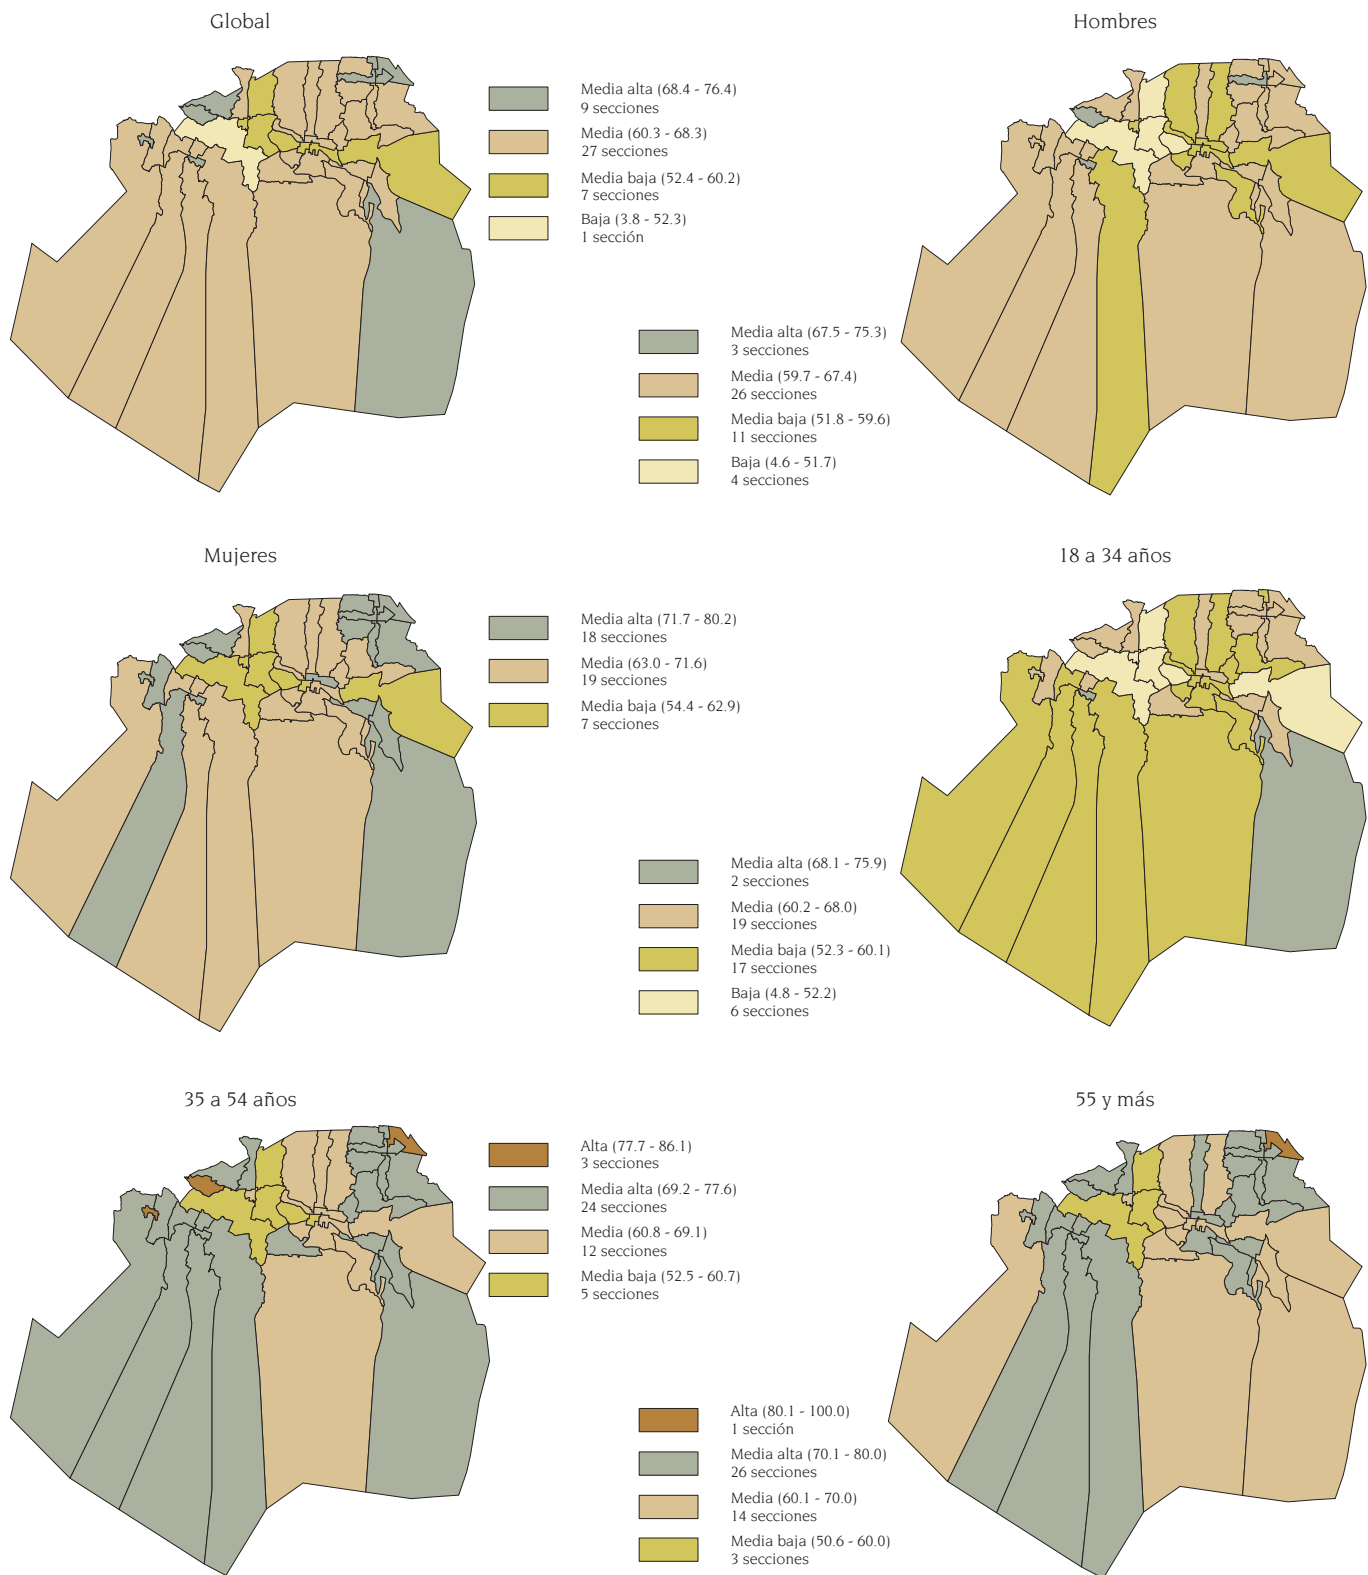 Global
Hombres
Media alta (68.4 - 76.4)
9 secciones
Media (60.3 - 68.3)
27 secciones
Media baja (52.4 - 60.2)
7 secciones
Baja (3.8 - 52.3)
1 sección
Media alta (67.5 - 75.3)
3 secciones
Media (59.7 - 67.4)
26 secciones
Media baja (51.8 - 59.6)
11 secciones
Baja (4.6 - 51.7)
4 secciones
Mujeres
18 a 34 años
Media alta (71.7 - 80.2)
18 secciones
Media (63.0 - 71.6)
19 secciones
Media baja (54.4 - 62.9)
7 secciones
Media alta (68.1 - 75.9)
2 secciones
Media (60.2 - 68.0)
19 secciones
Media baja (52.3 - 60.1)
17 secciones
Baja (4.8 - 52.2)
6 secciones
35 a 54 años
55 y más
Alta (77.7 - 86.1)
3 secciones
Media alta (69.2 - 77.6)
24 secciones
Media (60.8 - 69.1)
12 secciones
Media baja (52.5 - 60.7)
5 secciones
Alta (80.1 - 100.0)
1 sección
Media alta (70.1 - 80.0)
26 secciones
Media (60.1 - 70.0)
14 secciones
Media baja (50.6 - 60.0)
3 secciones